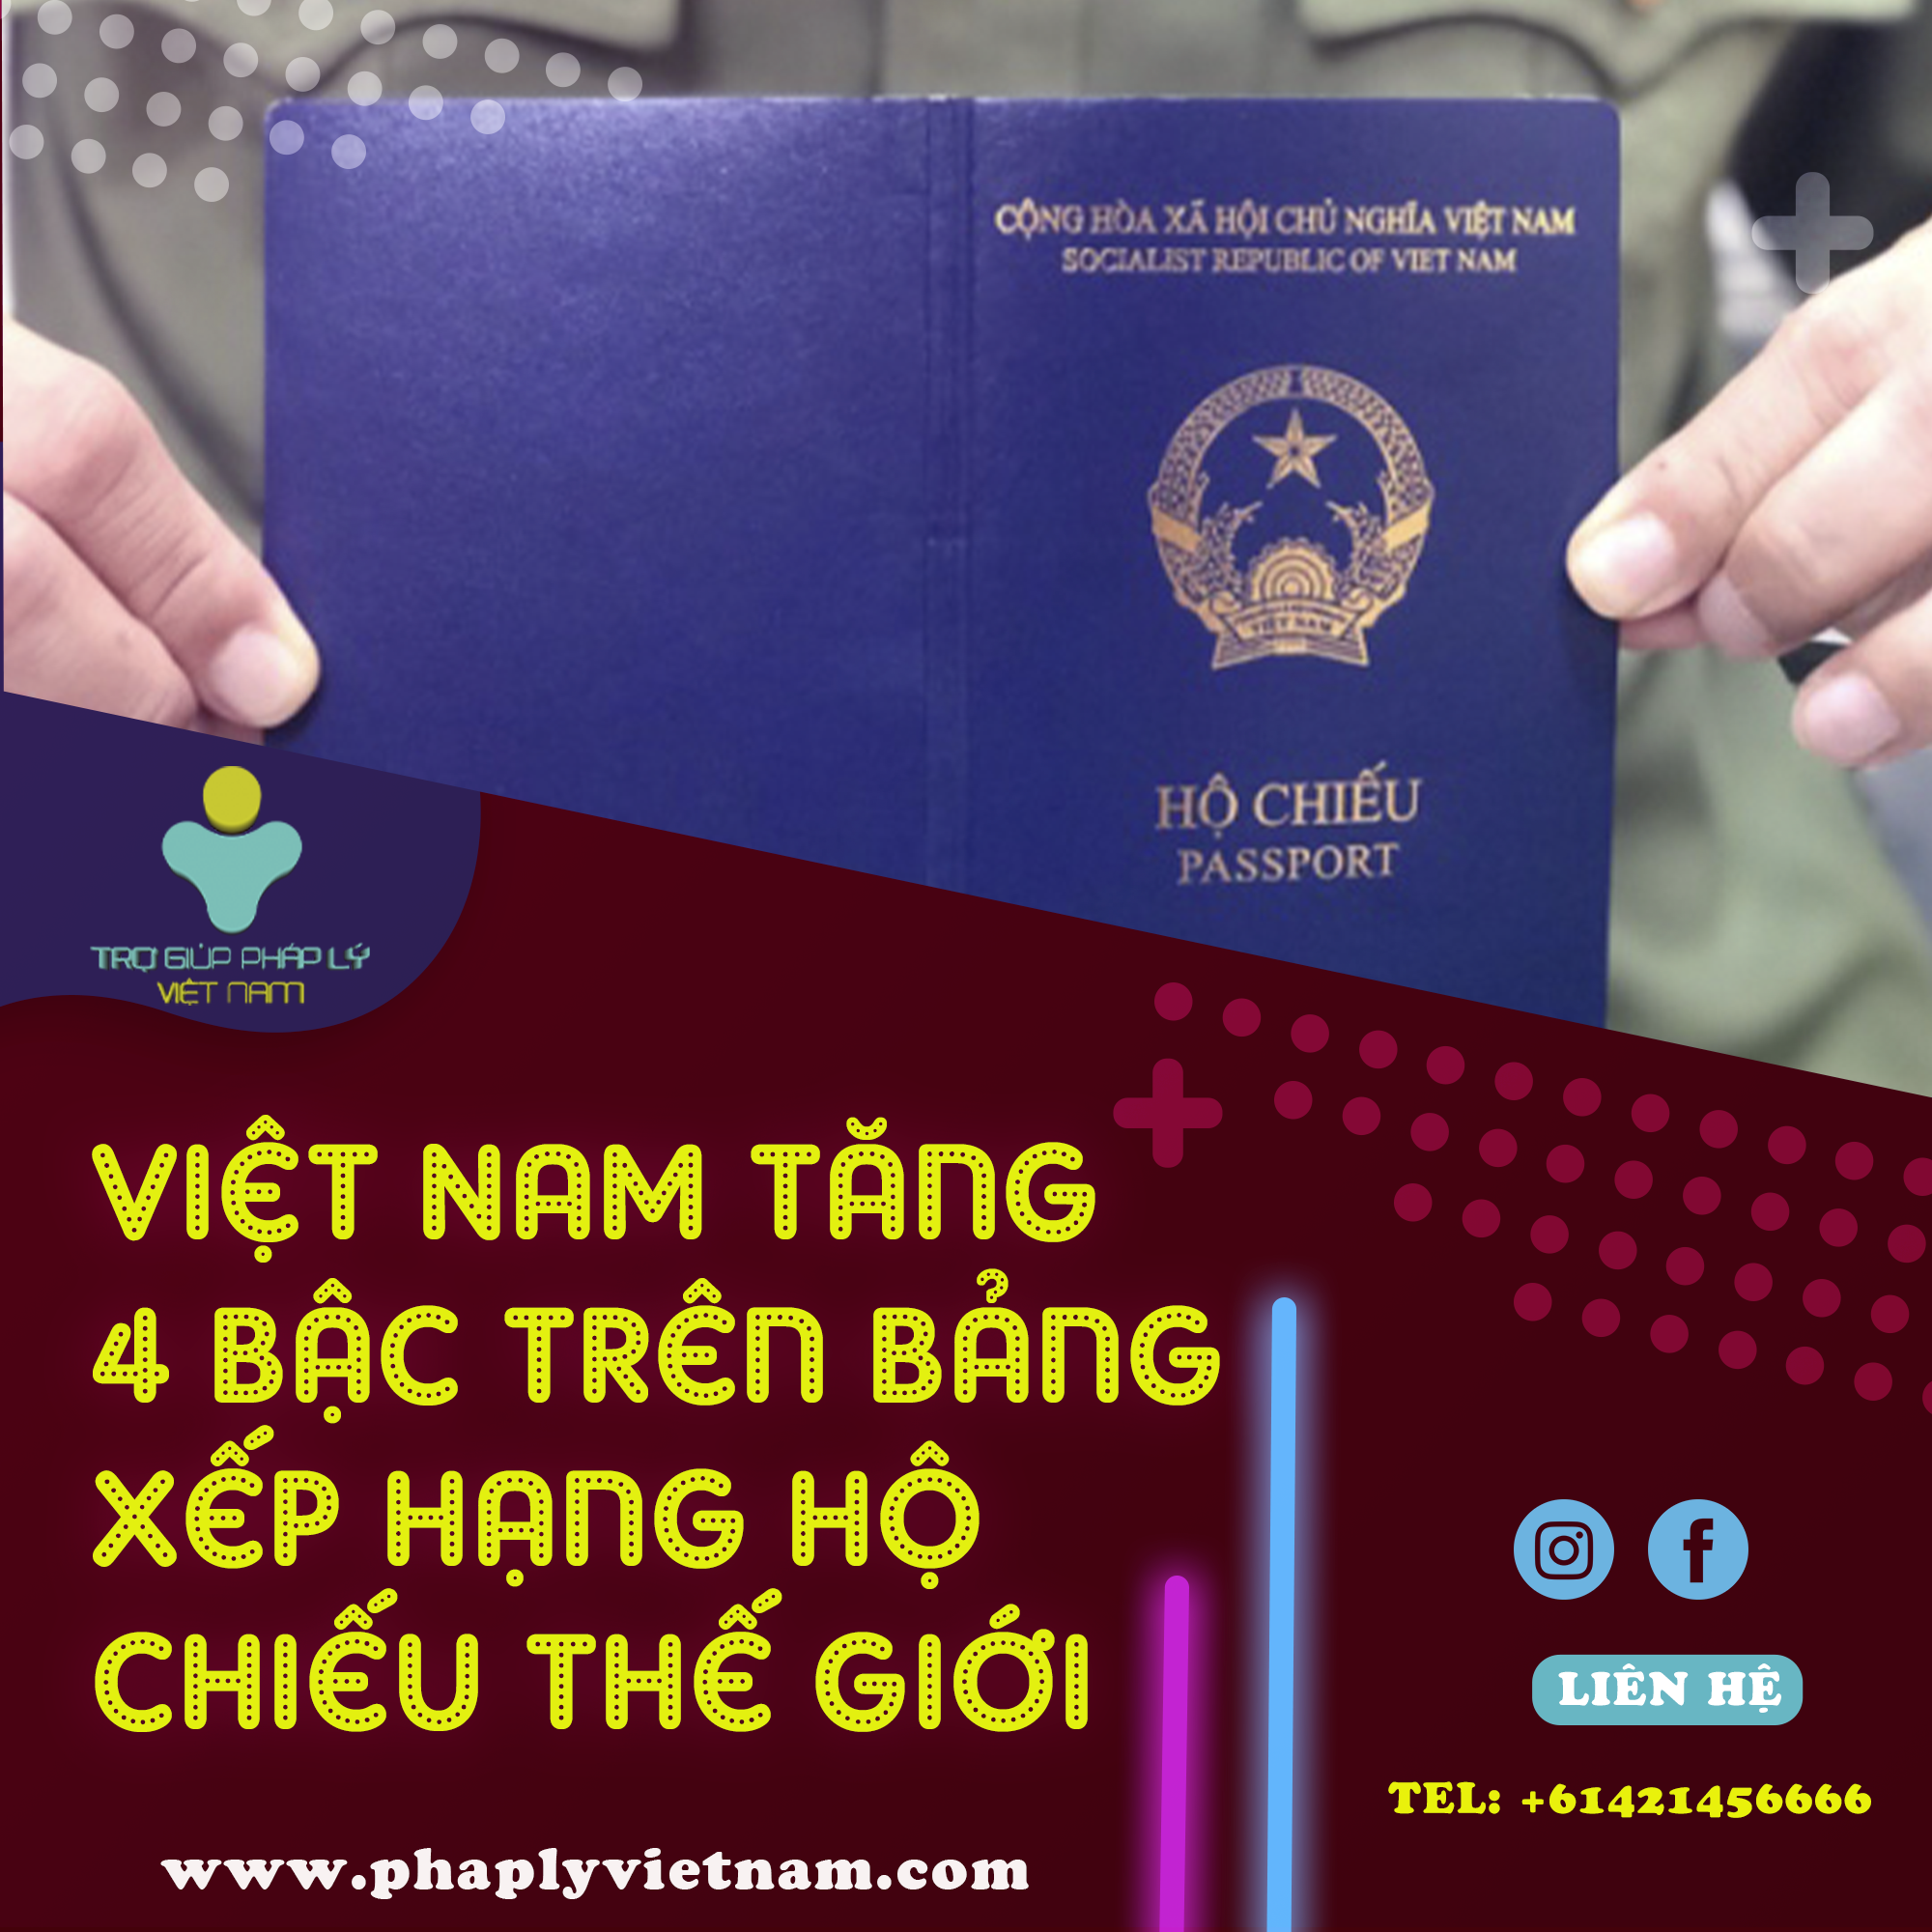 CỘNG HÒA XÃ HỘI CHỦ NGHĨA VIỆT NAM
SOCIALIST REPUBLIC OF VIET NAM
VIỆT NAM
HỘ CHIẾU
PASSPORT
TRỢ GIÚP PHÁP LÝ
VIỆT NAM
VIỆT NAM TĂNG
4 BẬC TRÊN BẢNG
XẾP HẠNG HỘ
CHIẾU THẾ GIỚI
LIÊN HỆ
TEL: +61421456666
www.phaplyvietnam.com